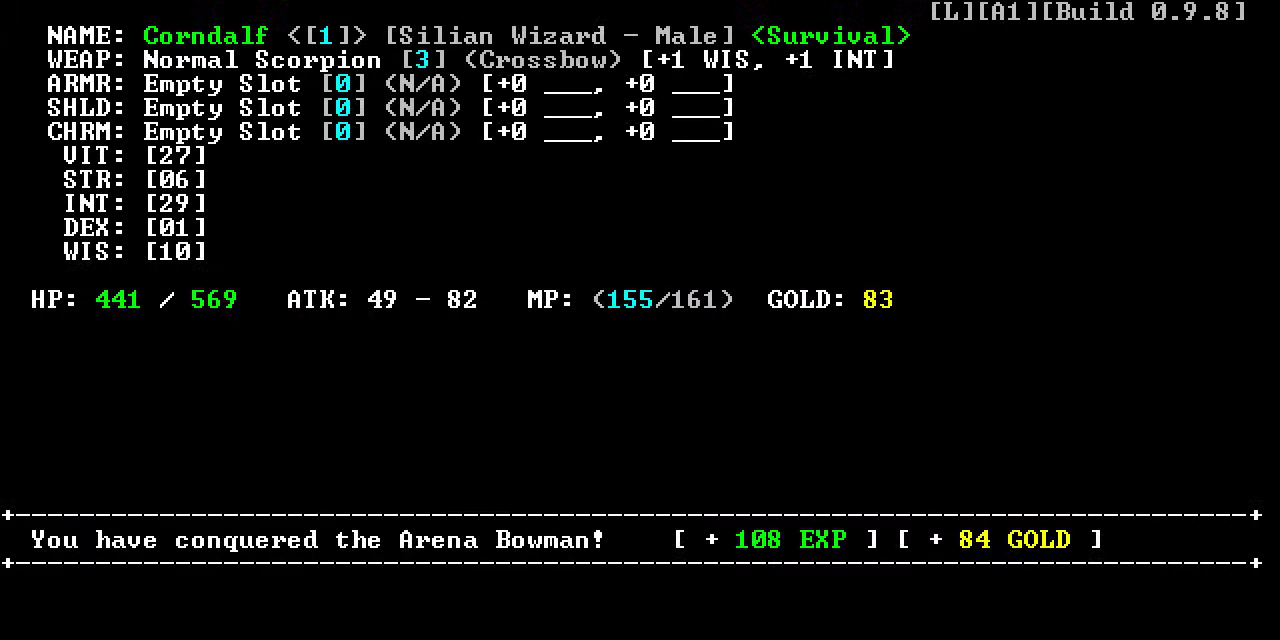 [L][A1][Build 0.9.8]
NAME: Corndalf <[1]> [Silian Wizard - Male] <Survival>
WEAP: Normal Scorpion [3] (Crossbow) [+1 WIS, +1 INT]
ARMR: Empty Slot [0] (N/A) [+0 ___, +0 ___]
SHLD: Empty Slot [0] (N/A) [+0 ___, +0 ___]
CHRM: Empty Slot [0] (N/A) [+0 ___, +0 ___]
VIT: [27]
STR: [06]
INT: [29]
DEX: [01]
WIS: [10]
HP: 441 / 569 ATK: 49 - 82 MP: (155/161) GOLD: 83
You have conquered the Arena Bowman! [ + 108 EXP ] [ + 84 GOLD ]